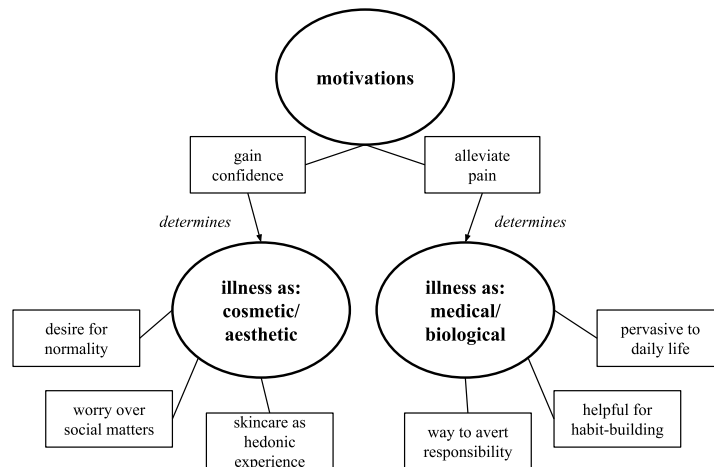 motivations
gain
confidence
alleviate
pain
determines
determines
illness as:
cosmetic/
aesthetic
illness as:
medical/
biological
desire for
normality
pervasive to
daily life
worry over
social matters
skincare as
hedonic
experience
way to avert
responsibility
helpful for
habit-building